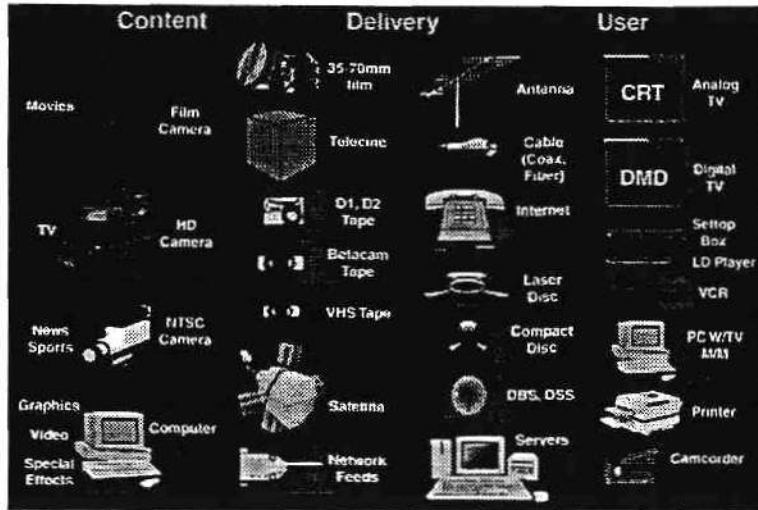 Content
Delivery
User
Movies
Film
Camera
TV
HD
Camera
News
Sports
NTSC
Camera
Graphics
Video
Special
Effects
Computer
35-70mm
film
Telecine
D1, D2
Tape
Betacam
Tape
VHS Tape
Network
Feeds
Antenna
Cable
(Coax,
Fiber)
Internet
Laser
Disc
Compact
Disc
DBS, DSS
Servers
CRT
Analog
TV
DMD
Digital
TV
Settop
Box
LD Player
VCR
PC W/TV
M/M
Printer
Camcorder